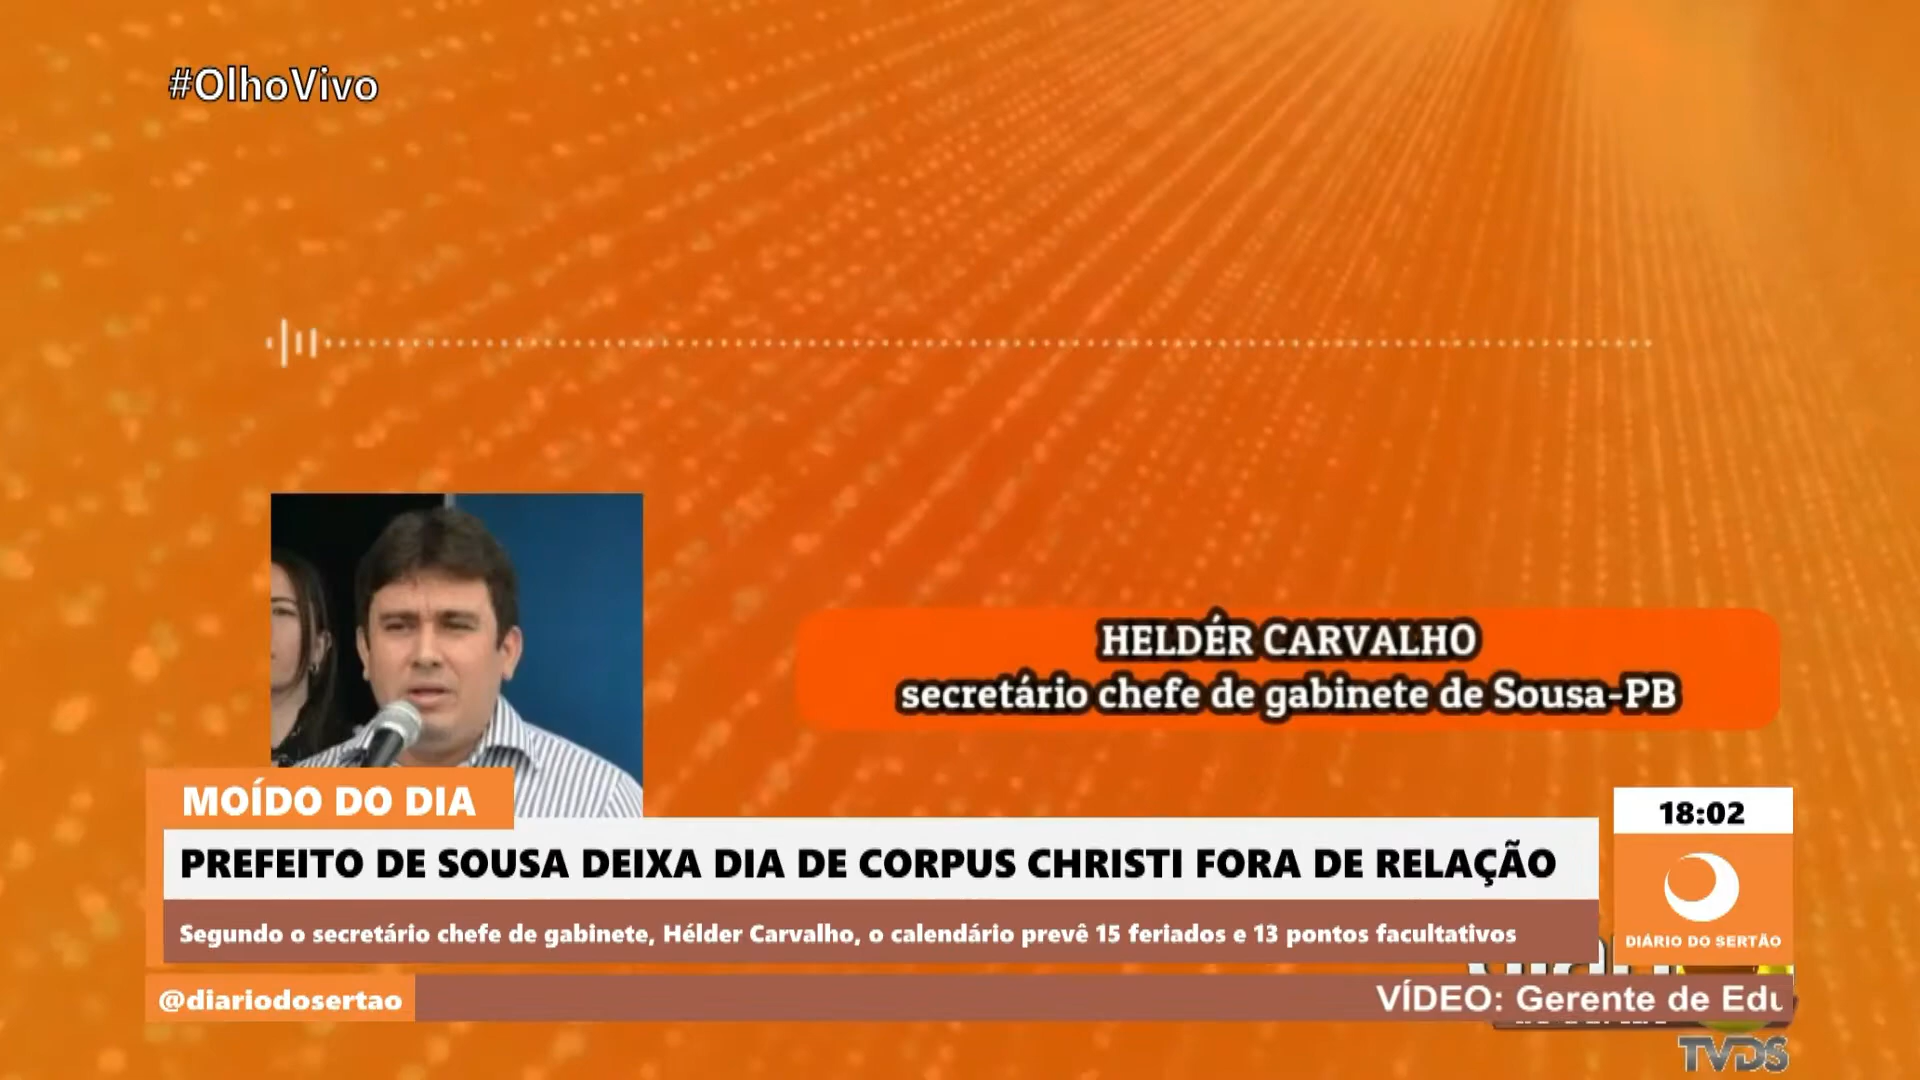 #OlhoVivo
HELDÉR CARVALHO
secretário chefe de gabinete de Sousa-PB
MOÍDO DO DIA
18:02
PREFEITO DE SOUSA DEIXA DIA DE CORPUS CHRISTI FORA DE RELAÇÃO
Segundo o secretário chefe de gabinete, Hélder Carvalho, o calendário prevê 15 feriados e 13 pontos facultativos
DIÁRIO DO SERTÃO
@diariodosertao
VÍDEO: Gerente de Edu
TVDS